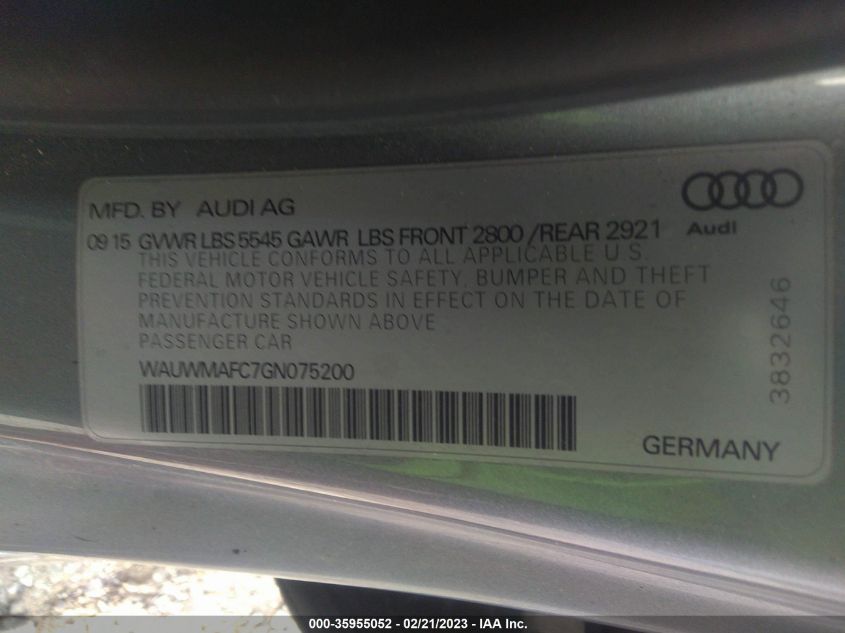 MFD. BY AUDI AG
Audi
09 15 GVWR LBS 5545 GAWR LBS FRONT 2800 /REAR 2921
THIS VEHICLE CONFORMS TO ALL APPLICABLE U.S.
FEDERAL MOTOR VEHICLE SAFETY, BUMPER AND THEFT
PREVENTION STANDARDS IN EFFECT ON THE DATE OF
MANUFACTURE SHOWN ABOVE
PASSENGER CAR
WAUWMAFC7GN075200
3832646
GERMANY
000-35955052 - 02/21/2023 - IAA Inc.